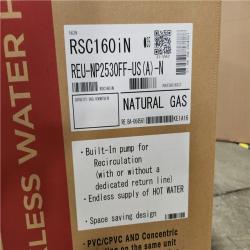 RSC160iN
REU-NP2530FF-US(A)-N
NATURAL GAS
LESS WATER H
- Built-In pump for
Recirculation
(With or without a
dedicated return line)
- Endless supply of HOT WATER
- Space saving design
- PVC/CPVC AND Concentric